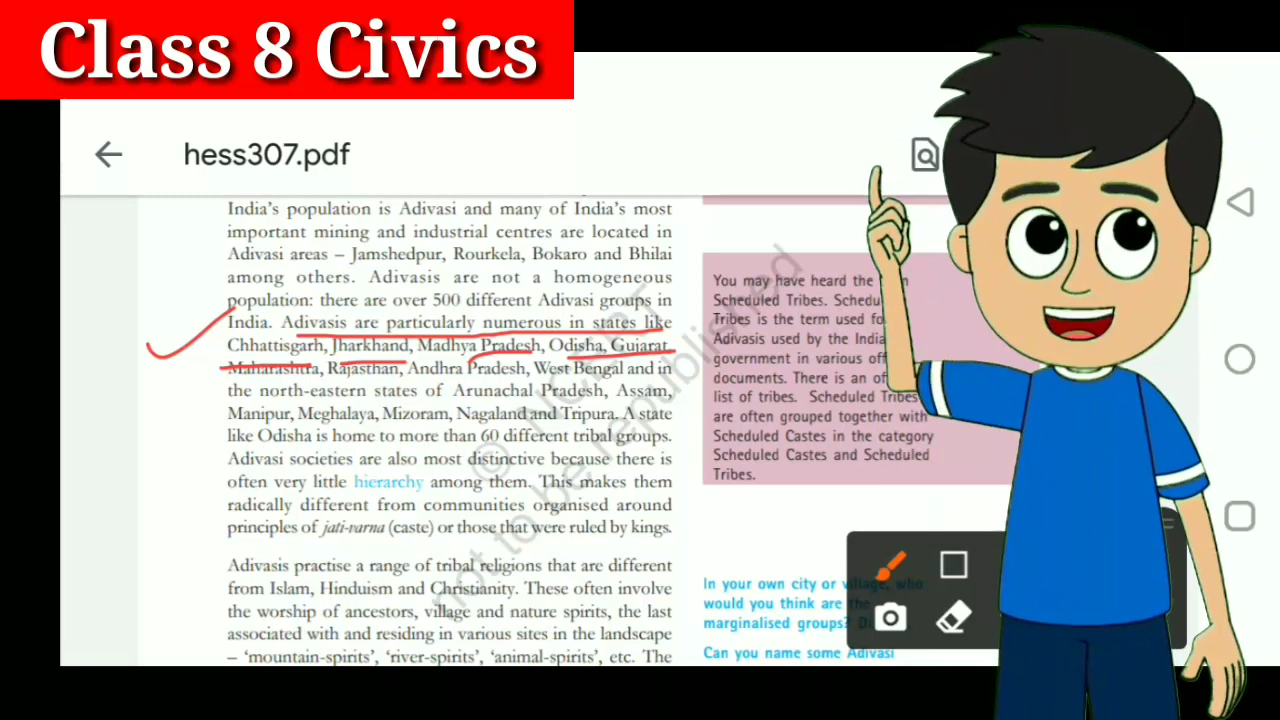 Class 8 Civics
hess307.pdf
India's population is Adivasi and many of India's most
important mining and industrial centres are located in
Adivasi areas – Jamshedpur, Rourkela, Bokaro and Bhilai
among others. Adivasis are not a homogeneous
population: there are over 500 different Adivasi groups in
India. Adivasis are particularly numerous in states like
Chhattisgarh, Jharkhand, Madhya Pradesh, Odisha, Gujarat,
Maharashtra, Rajasthan, Andhra Pradesh, West Bengal and in
the north-eastern states of Arunachal Pradesh, Assam,
Manipur, Meghalaya, Mizoram, Nagaland and Tripura. A state
like Odisha is home to more than 60 different tribal groups.
Adivasi societies are also most distinctive because there is
often very little hierarchy among them. This makes them
radically different from communities organised around
principles of jati-varna (caste) or those that were ruled by kings.
Adivasis practise a range of tribal religions that are different
from Islam, Hinduism and Christianity. These often involve
the worship of ancestors, village and nature spirits, the last
associated with and residing in various sites in the landscape
– 'mountain-spirits', 'river-spirits', 'animal-spirits', etc. The
You may have heard the
Scheduled Tribes.
Tribes is the term used
Adivasis used by the
government in various
documents. There is an
list of tribes. Scheduled Tribes
are often grouped together with
Scheduled Castes in the category
Scheduled Castes and Scheduled
Tribes.
In your own city or village, who
would you think are the
marginalised groups?
Can you name some Adivasi
© NCERT
not to be republished